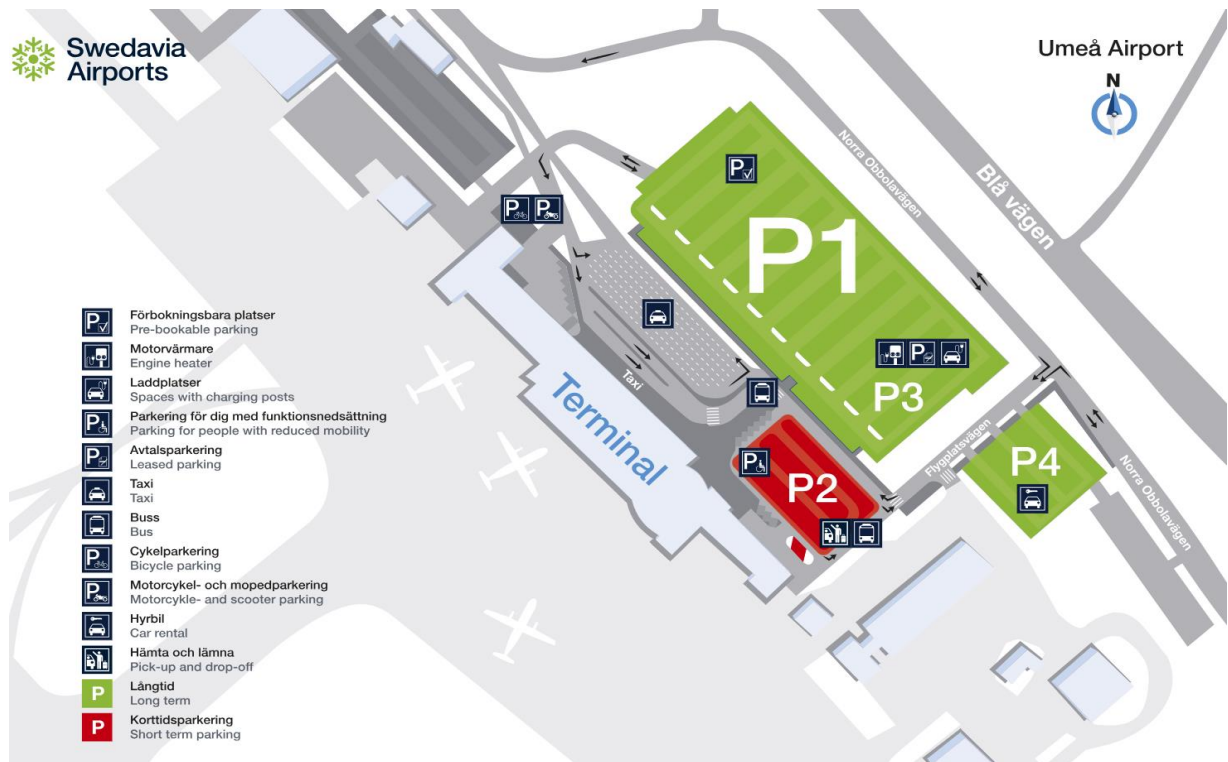 Swedavia
Airports
Umeå Airport
N
Norra Obbolavägen
Blå vägen
P1
P3
Taxi
Terminal
P2
Flygplatsvägen
P4
Norra Obbolavägen
Förbokningsbara platser
Pre-bookable parking
Motorvärmare
Engine heater
Laddplatser
Spaces with charging posts
Parkering för dig med funktionsnedsättning
Parking for people with reduced mobility
Avtalsparkering
Leased parking
Taxi
Taxi
Buss
Bus
Cykelparkering
Bicycle parking
Motorcykel- och mopedparkering
Motorcykle- and scooter parking
Hyrbil
Car rental
Hämta och lämna
Pick-up and drop-off
P
Långtid
Long term
P
Korttidsparkering
Short term parking